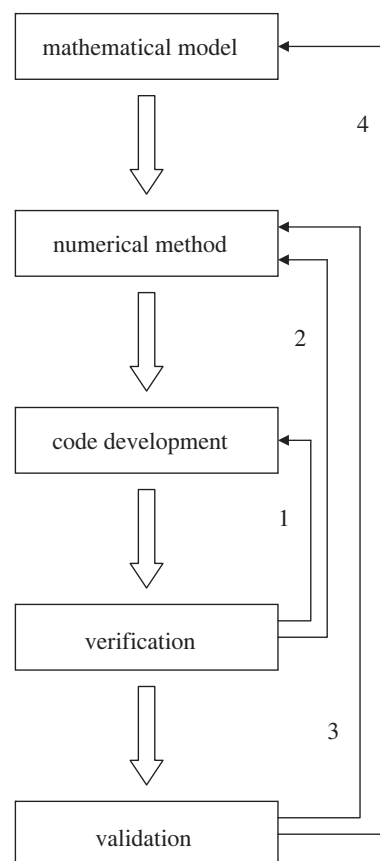 mathematical model
4
numerical method
2
code development
1
verification
3
validation